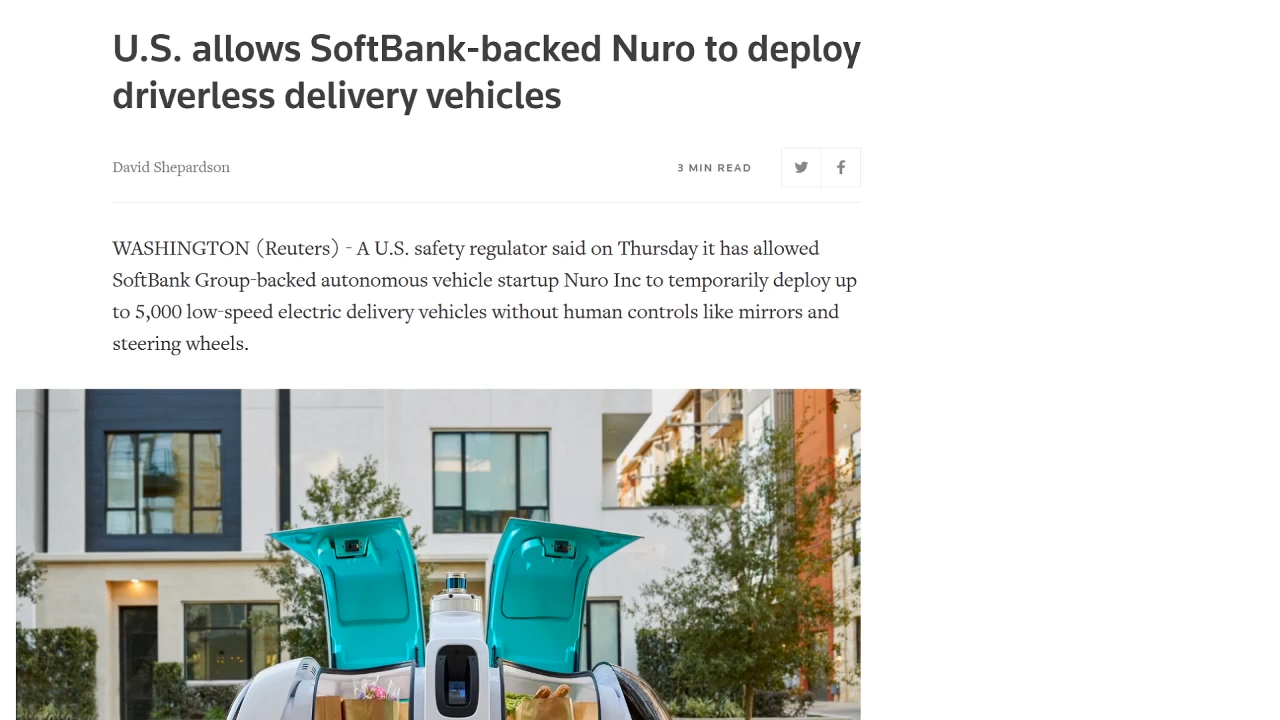 U.S. allows SoftBank-backed Nuro to deploy
driverless delivery vehicles
David Shepardson
3 MIN READ
WASHINGTON (Reuters) - A U.S. safety regulator said on Thursday it has allowed
SoftBank Group-backed autonomous vehicle startup Nuro Inc to temporarily deploy up
to 5,000 low-speed electric delivery vehicles without human controls like mirrors and
steering wheels.